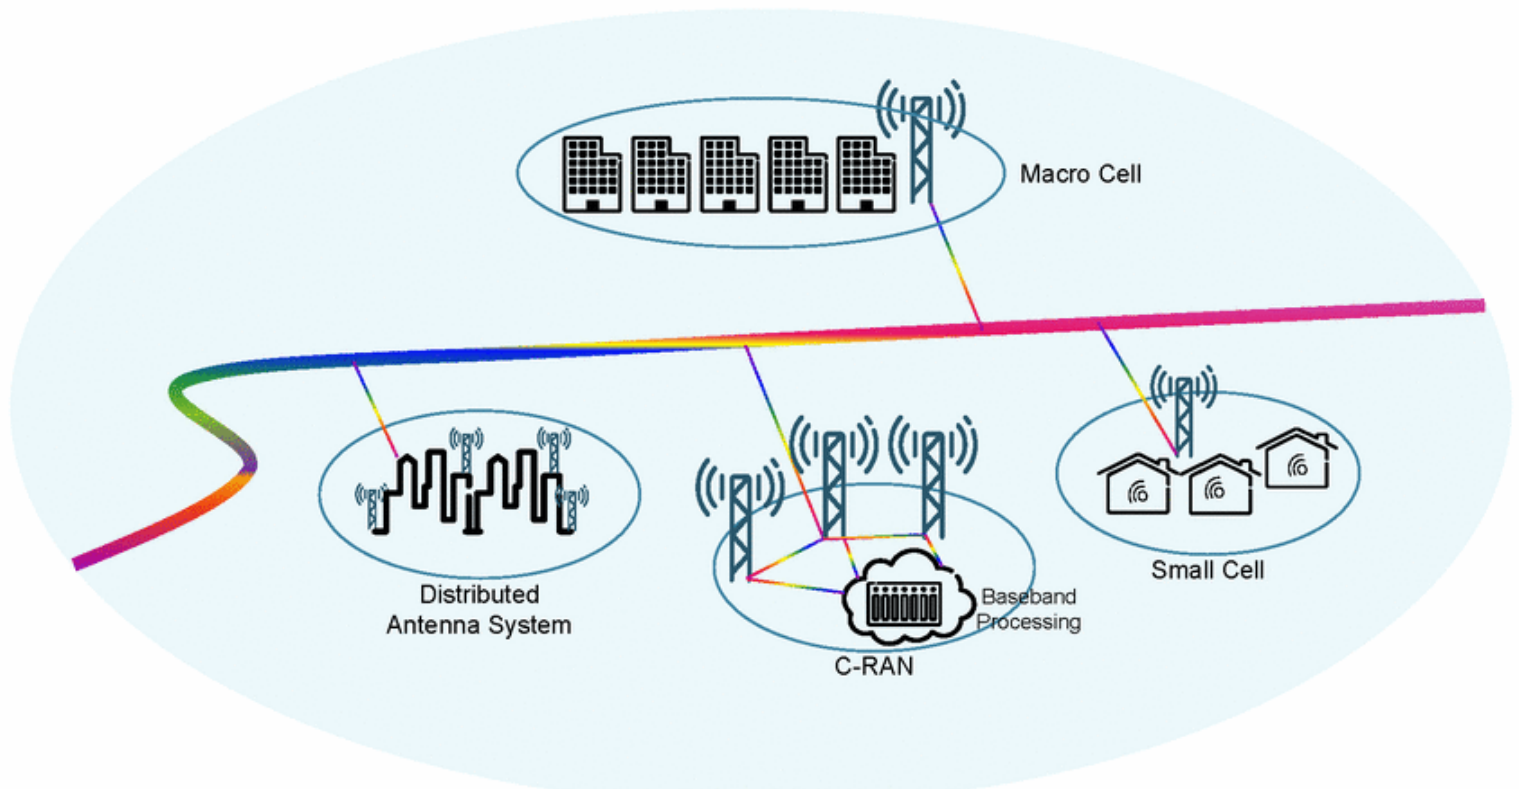 Macro Cell
Distributed
Antenna System
Baseband
Processing
C-RAN
Small Cell